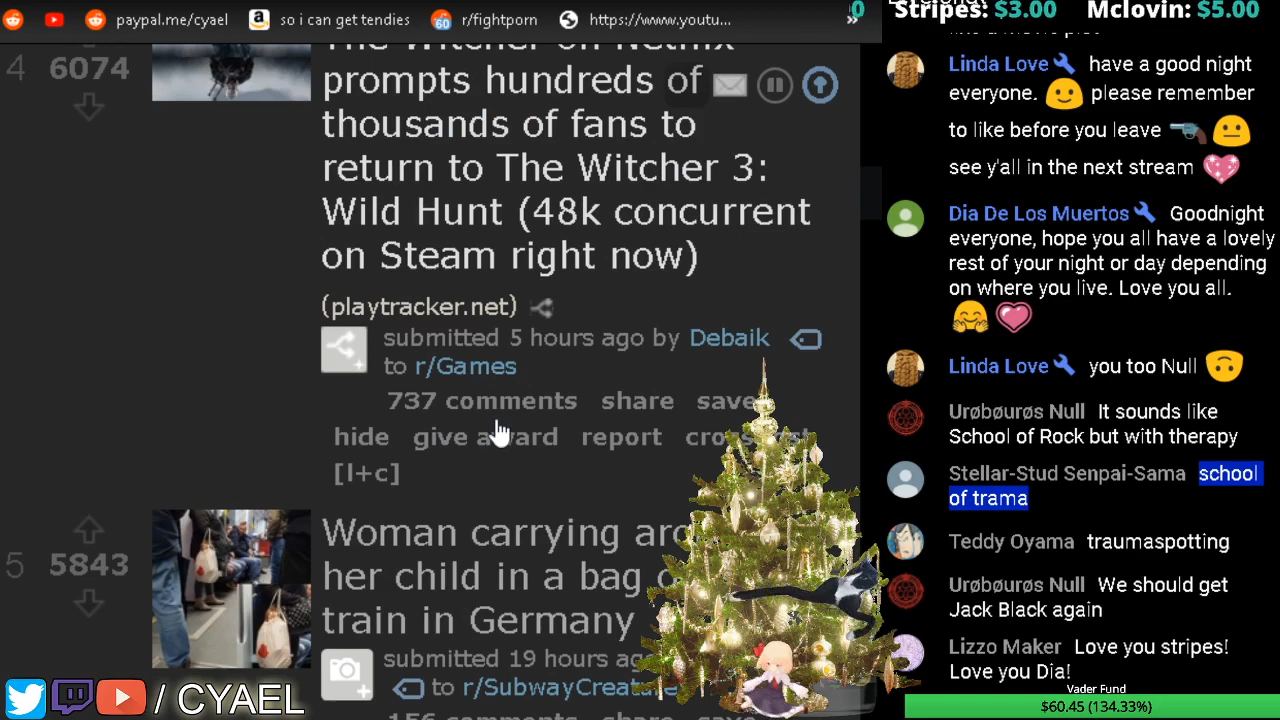 paypal.me/cyael
so i can get tendies
60
r/fightporn
https://www.youtu...
»
0
Stripes: $3.00 Mclovin: $5.00
4
6074
The Witcher on Netflix
prompts hundreds of
thousands of fans to
return to The Witcher 3:
Wild Hunt (48k concurrent
on Steam right now)
(playtracker.net)
submitted 5 hours ago by Debaik
to r/Games
737 comments share save
hide give award report crosspost
[l+c]
5
5843
Woman carrying
her child in a bag
train in Germany
submitted 19 hours
to r/SubwayCreature
156 comments share save
/ CYAEL
Linda Love have a good night
everyone. please remember
to like before you leave
see y'all in the next stream
Dia De Los Muertos Goodnight
everyone, hope you all have a lovely
rest of your night or day depending
on where you live. Love you all.
Linda Love you too Null
Urøbøurøs Null It sounds like
School of Rock but with therapy
Stellar-Stud Senpai-Sama school
of trama
Teddy Oyama traumaspotting
Urøbøurøs Null We should get
Jack Black again
Lizzo Maker Love you stripes!
Love you Dia!
Vader Fund
$60.45 (134.33%)